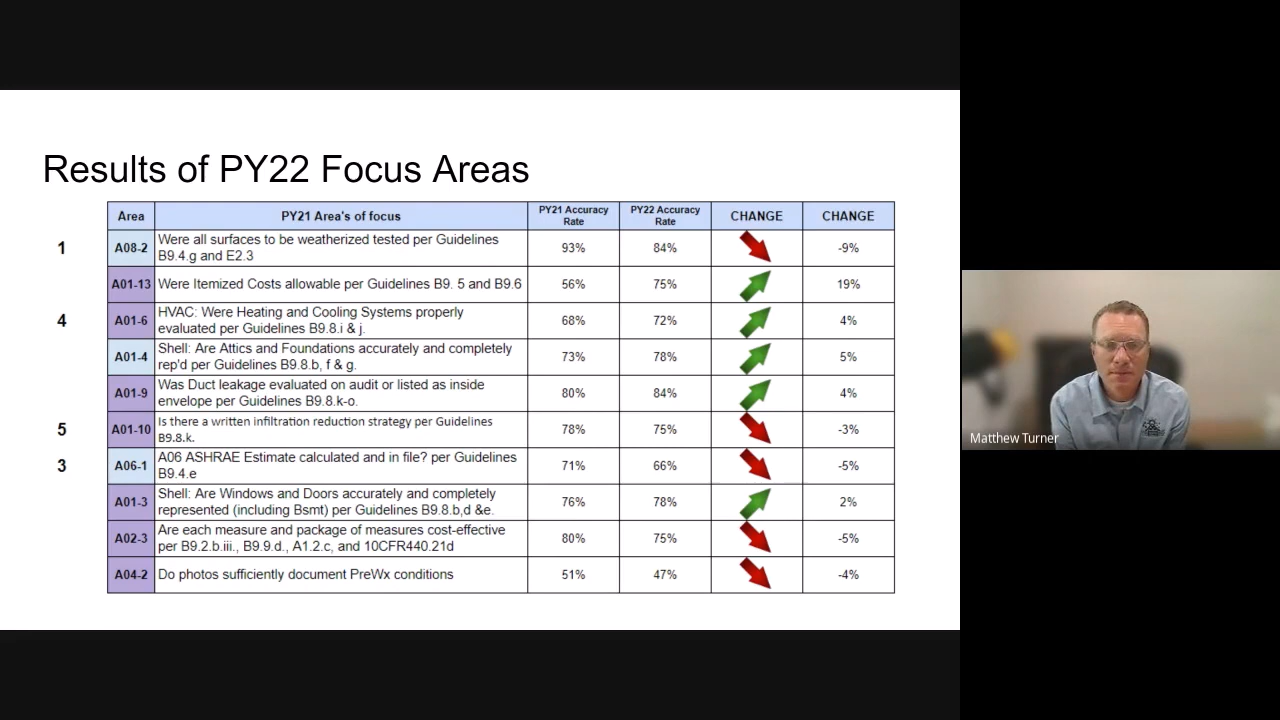 Results of PY22 Focus Areas
Area PY21 Area's of focus PY21 Accuracy Rate PY22 Accuracy Rate CHANGE CHANGE
1 A08-2 Were all surfaces to be weatherized tested per Guidelines
B9.4.g and E2.3 93% 84% -9%
A01-13 Were Itemized Costs allowable per Guidelines B9. 5 and B9.6 56% 75% 19%
4 A01-6 HVAC: Were Heating and Cooling Systems properly
evaluated per Guidelines B9.8.i & j. 68% 72% 4%
A01-4 Shell: Are Attics and Foundations accurately and completely
rep'd per Guidelines B9.8.b, f & g. 73% 78% 5%
A01-9 Was Duct leakage evaluated on audit or listed as inside
envelope per Guidelines B9.8.k-o. 80% 84% 4%
5 A01-10 Is there a written infiltration reduction strategy per Guidelines
B9.8.k. 78% 75% -3%
3 A06-1 A06 ASHRAE Estimate calculated and in file? per Guidelines
B9.4.e 71% 66% -5%
A01-3 Shell: Are Windows and Doors accurately and completely
represented (including Bsmt) per Guidelines B9.8.b,d &e. 76% 78% 2%
A02-3 Are each measure and package of measures cost-effective
per B9.2.b.iii., B9.9.d., A1.2.c, and 10CFR440.21d 80% 75% -5%
A04-2 Do photos sufficiently document PreWx conditions 51% 47% -4%
Matthew Turner